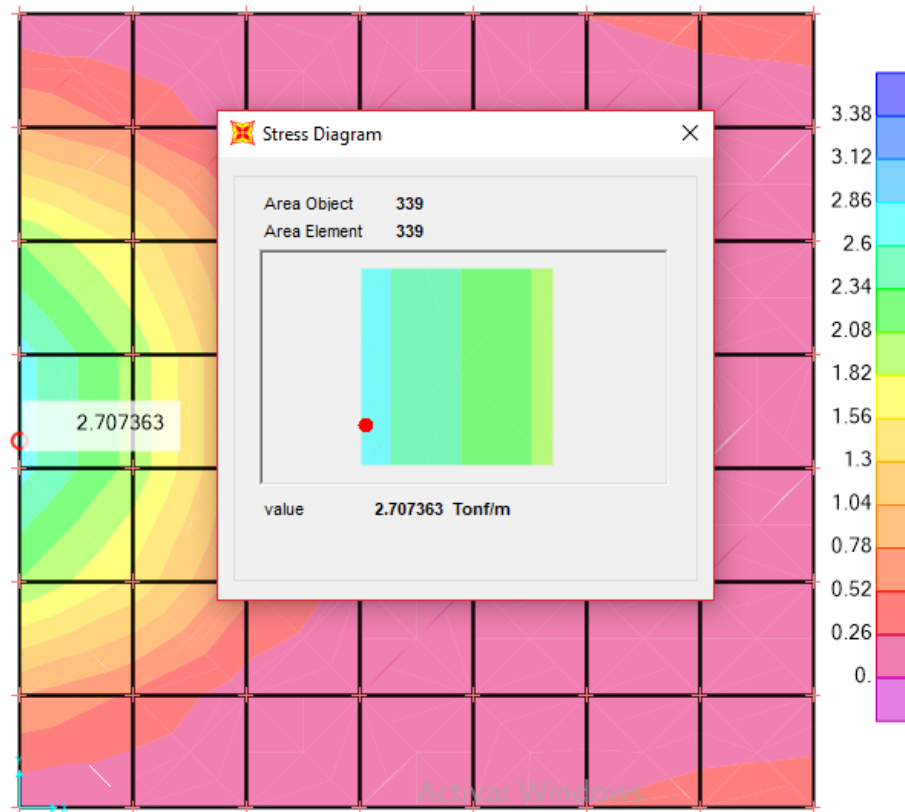 Stress Diagram
Area Object 339
Area Element 339
value 2.707363 Tonf/m
2.707363
3.38
3.12
2.86
2.6
2.34
2.08
1.82
1.56
1.3
1.04
0.78
0.52
0.26
0.
Activar Windows
Y
X